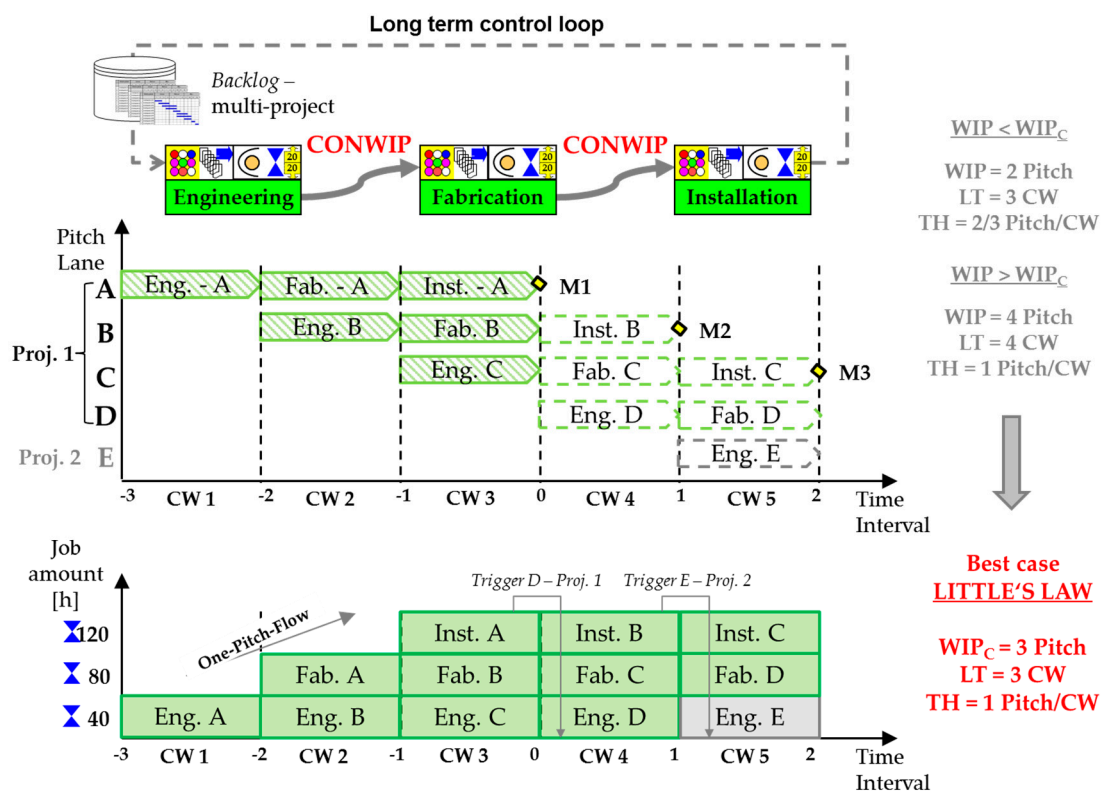 Long term control loop
Backlog –
multi-project
CONWIP
CONWIP
20
20
20
20
20
20
Engineering
Fabrication
Installation
WIP < WIPC
WIP = 2 Pitch
LT = 3 CW
TH = 2/3 Pitch/CW
WIP > WIPC
WIP = 4 Pitch
LT = 4 CW
TH = 1 Pitch/CW
Pitch
Lane
A
Eng. - A
Fab. - A
Inst. - A
M1
B
Eng. B
Fab. B
Inst. B
M2
Proj. 1
C
Eng. C
Fab. C
Inst. C
M3
D
Eng. D
Fab. D
Proj. 2
E
Eng. E
-3
CW 1
-2
CW 2
-1
CW 3
0
CW 4
1
CW 5
2
Time
Interval
Job
amount
[h]
Trigger D – Proj. 1
Trigger E – Proj. 2
One-Pitch-Flow
120
Inst. A
Inst. B
Inst. C
80
Fab. A
Fab. B
Fab. C
Fab. D
40
Eng. A
Eng. B
Eng. C
Eng. D
Eng. E
-3
CW 1
-2
CW 2
-1
CW 3
0
CW 4
1
CW 5
2
Time
Interval
Best case
LITTLE‘S LAW
WIPC = 3 Pitch
LT = 3 CW
TH = 1 Pitch/CW